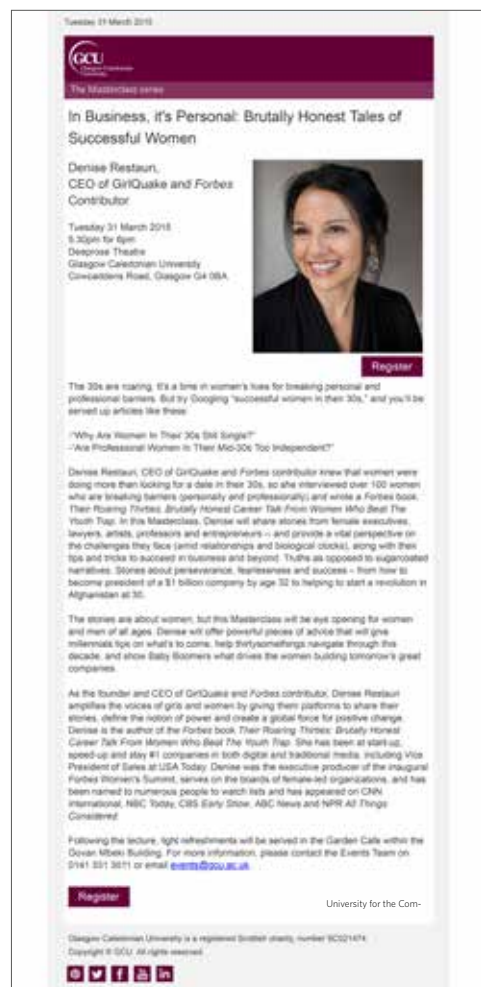 Tuesday 31 March 2015
GCU
Glasgow Caledonian
University
The Masterclass series
In Business, it's Personal: Brutally Honest Tales of
Successful Women
Denise Restauri,
CEO of GirlQuake and Forbes
Contributor
Tuesday 31 March 2015
5.30pm for 6pm
Deeprose Theatre
Glasgow Caledonian University
Cowcaddens Road, Glasgow G4 0BA
Register
The 30s are roaring. It's a time in women's lives for breaking personal and
professional barriers. But try Googling "successful women in their 30s," and you'll be
served up articles like these:
-"Why Are Women In Their 30s Still Single?"
-"Are Professional Women In Their Mid-30s Too Independent?"
Denise Restauri, CEO of GirlQuake and Forbes contributor knew that women were
doing more than looking for a date in their 30s, so she interviewed over 100 women
who are breaking barriers (personally and professionally) and wrote a Forbes book,
Their Roaring Thirties, Brutally Honest Career Talk From Women Who Beat The
Youth Trap. In this Masterclass, Denise will share stories from female executives,
lawyers, artists, professors and entrepreneurs – and provide a vital perspective on
the challenges they face (amid relationships and biological clocks), along with their
tips and tricks to succeed in business and beyond. Truths as opposed to sugarcoated
narratives. Stories about perseverance, fearlessness and success – from how to
become president of a $1 billion company by age 32 to helping to start a revolution in
Afghanistan at 30.
The stories are about women, but this Masterclass will be eye opening for women
and men of all ages. Denise will offer powerful pieces of advice that will give
millennials tips on what's to come, help thirtysomethings navigate through this
decade, and show Baby Boomers what drives the women building tomorrow's great
companies.
As the founder and CEO of GirlQuake and Forbes contributor, Denise Restauri
amplifies the voices of girls and women by giving them platforms to share their
stories, define the notion of power and create a global force for positive change.
Denise is the author of the Forbes book Their Roaring Thirties: Brutally Honest
Career Talk From Women Who Beat The Youth Trap. She has been at start-up,
speed-up and stay #1 companies in both digital and traditional media, including Vice
President of Sales at USA Today. Denise was the executive producer of the inaugural
Forbes Women's Summit, serves on the boards of female-led organizations, and has
been named to numerous people to watch lists and has appeared on CNN
International, NBC Today, CBS Early Show, ABC News and NPR All Things
Considered.
Following the lecture, light refreshments will be served in the Garden Cafe within the
Govan Mbeki Building. For more information, please contact the Events Team on
0141 331 3011 or email events@gcu.ac.uk.
Register
University for the Com-
Glasgow Caledonian University is a registered Scottish charity, number SC021474
Copyright © GCU. All rights reserved.